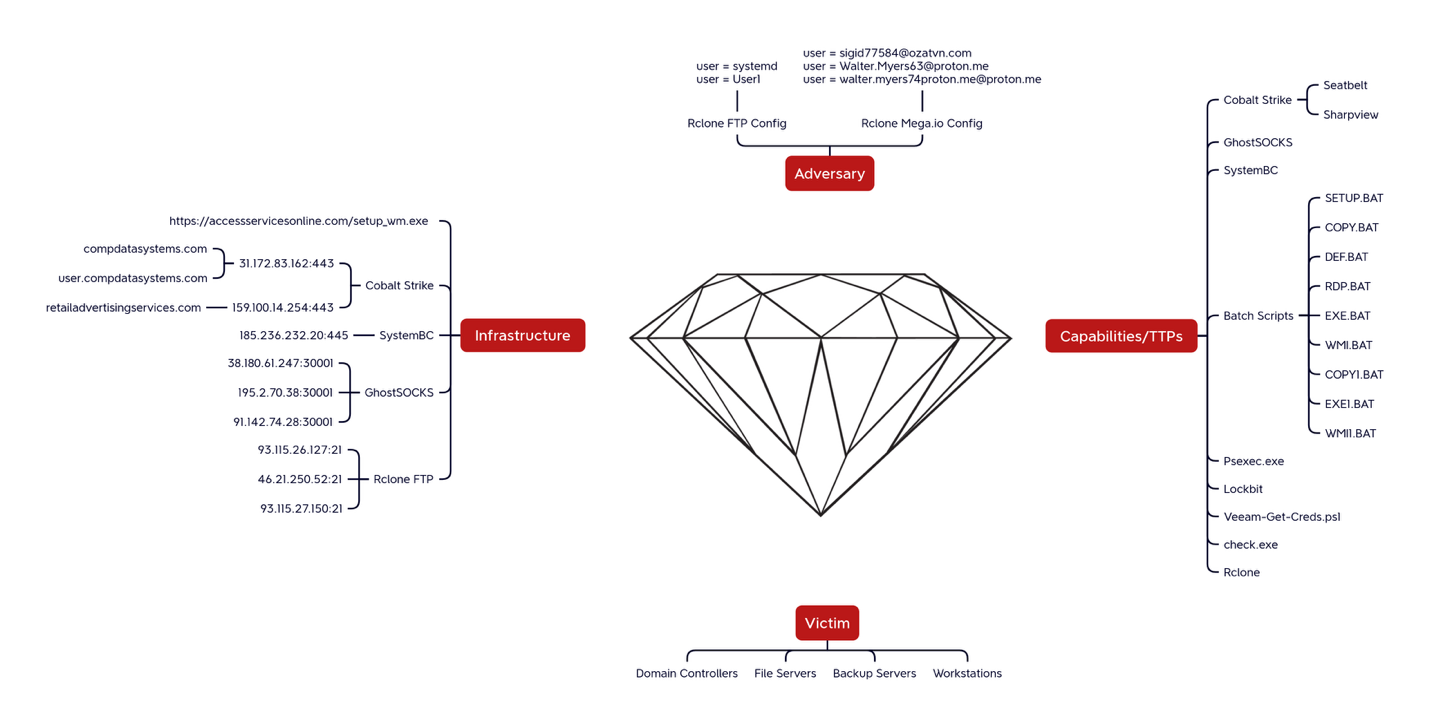 user = systemd
user = User1
user = sigid77584@ozatvn.com
user = Walter.Myers63@proton.me
user = walter.myers74proton.me@proton.me
Rclone FTP Config
Rclone Mega.io Config
Adversary
https://accessservicesonline.com/setup_wm.exe
compdatasystems.com
user.compdatasystems.com
31.172.83.162:443
retailadvertisingservices.com
159.100.14.254:443
Cobalt Strike
185.236.232.20:445
SystemBC
38.180.61.247:30001
195.2.70.38:30001
91.142.74.28:30001
GhostSOCKS
93.115.26.127:21
46.21.250.52:21
93.115.27.150:21
Rclone FTP
Infrastructure
Capabilities/TTPs
Cobalt Strike
Seatbelt
Sharpview
GhostSOCKS
SystemBC
Batch Scripts
SETUP.BAT
COPY.BAT
DEF.BAT
RDP.BAT
EXE.BAT
WMI.BAT
COPY1.BAT
EXE1.BAT
WMI1.BAT
Psexec.exe
Lockbit
Veeam-Get-Creds.ps1
check.exe
Rclone
Victim
Domain Controllers
File Servers
Backup Servers
Workstations